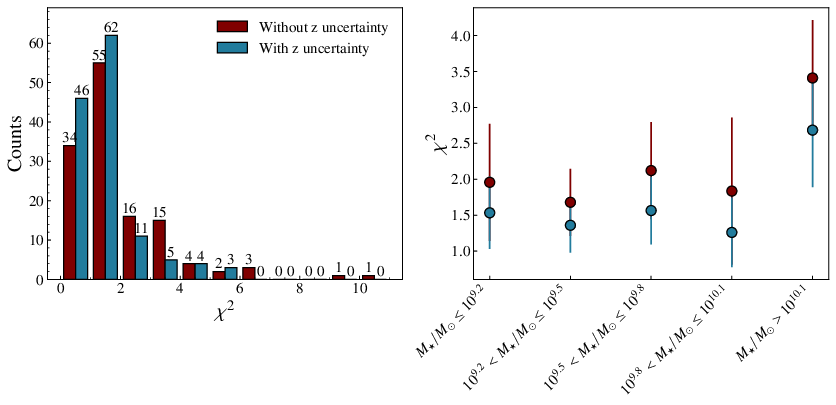 Without z uncertainty
With z uncertainty
34 46 55 62 16 11 15 5 4 4 2 3 3 0 0 0 0 0 1 0 1 0
60
50
40
30
20
10
0
Counts
0 2 4 6 8 10
χ²
4.0
3.5
3.0
2.5
2.0
1.5
1.0
χ²
M⋆/M⊙ ≤ 10^9.2
10^9.2 < M⋆/M⊙ ≤ 10^9.5
10^9.5 < M⋆/M⊙ ≤ 10^9.8
10^9.8 < M⋆/M⊙ ≤ 10^10.1
M⋆/M⊙ > 10^10.1